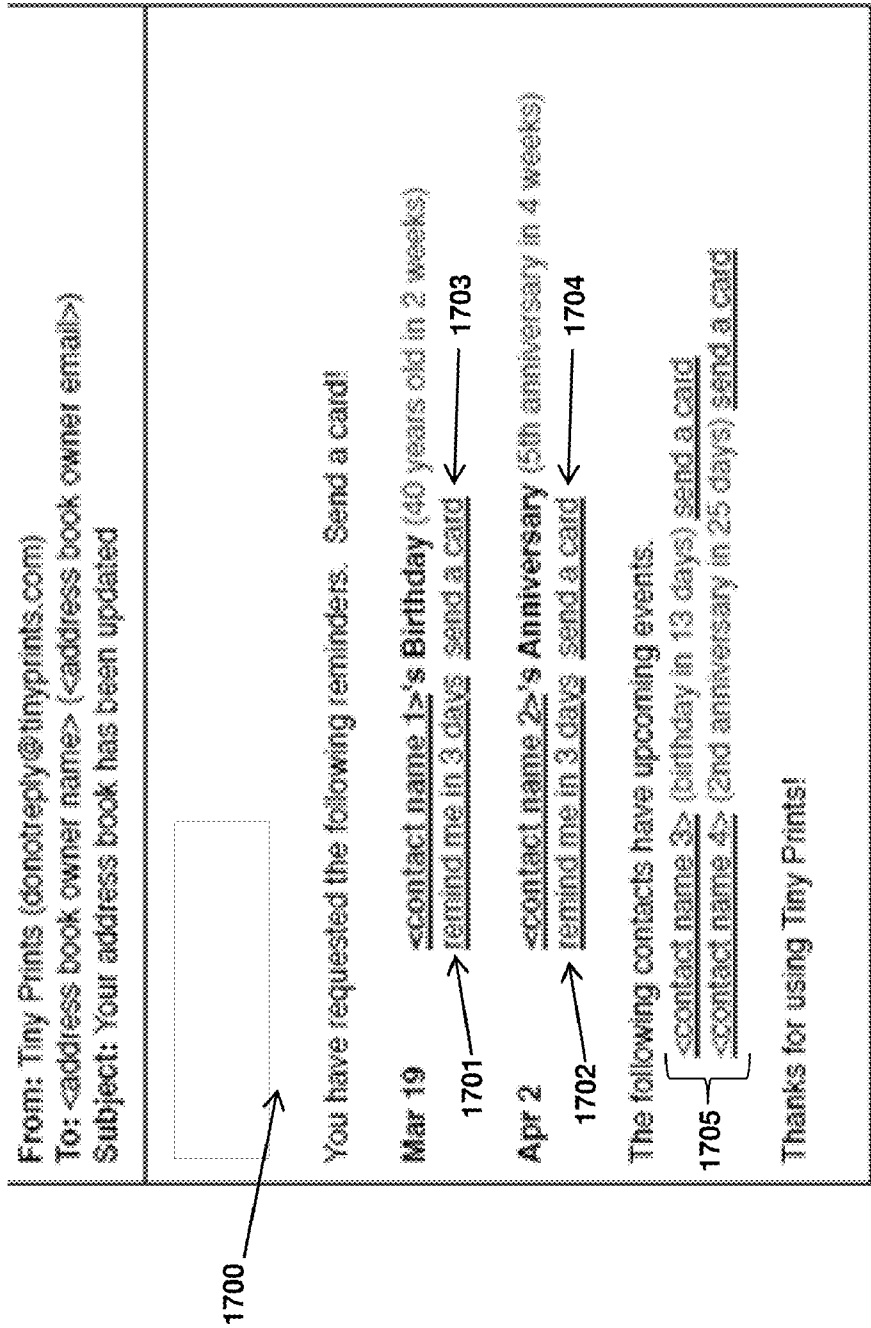 From: Tiny Prints (donotreply@tinyprints.com)
To: <address book owner name> (<address book owner email>)
Subject: Your address book has been updated
1700
You have requested the following reminders. Send a card!
Mar 19 <contact name 1>'s Birthday (40 years old in 2 weeks)
1701 remind me in 3 days send a card 1703
Apr 2 <contact name 2>'s Anniversary (5th anniversary in 4 weeks)
1702 remind me in 3 days send a card 1704
The following contacts have upcoming events.
<contact name 3> (birthday in 13 days) send a card
1705
<contact name 4> (2nd anniversary in 25 days) send a card
Thanks for using Tiny Prints!